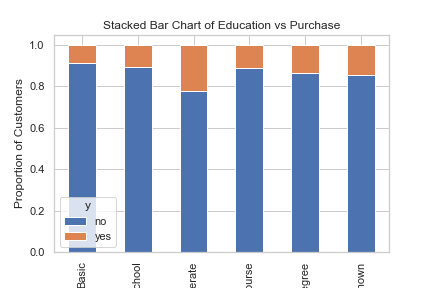 Stacked Bar Chart of Education vs Purchase
Proportion of Customers
1.0
0.8
0.6
0.4
0.2
0.0
y
no
yes
Basic
chool
erate
ourse
egree
nown